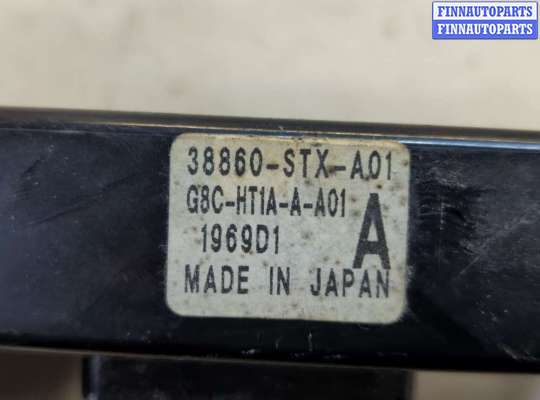 FINNAUTOPARTS
FINNAUTOPARTS
38860-STX-A01
G8C-HT1A-A-A01
1969D1 A
MADE IN JAPAN